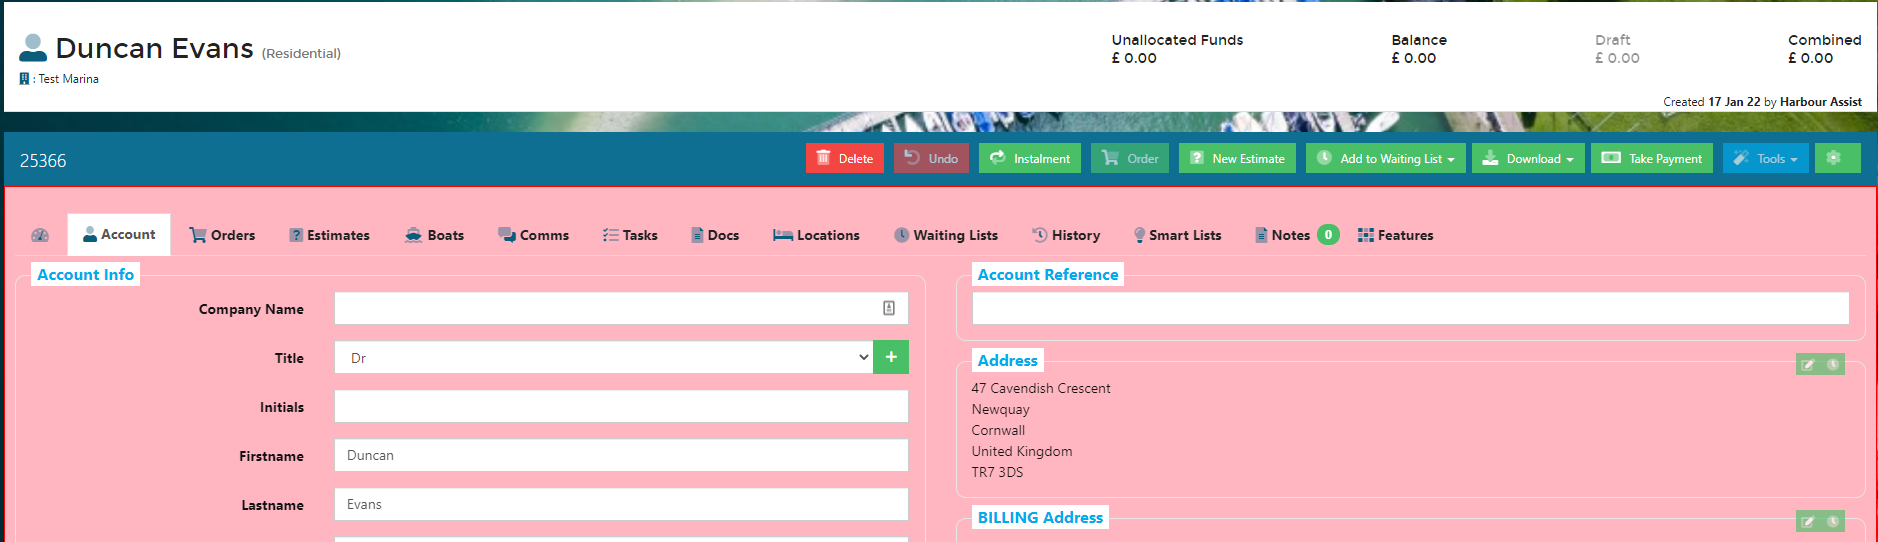 Duncan Evans (Residential)
: Test Marina
Unallocated Funds
£ 0.00
Balance
£ 0.00
Draft
£ 0.00
Combined
£ 0.00
Created 17 Jan 22 by Harbour Assist
25366
Delete
Undo
Instalment
Order
New Estimate
Add to Waiting List
Download
Take Payment
Tools
Account
Orders
Estimates
Boats
Comms
Tasks
Docs
Locations
Waiting Lists
History
Smart Lists
Notes 0
Features
Account Info
Company Name
Title
Dr
+
Initials
Firstname
Duncan
Lastname
Evans
Account Reference
Address
47 Cavendish Crescent
Newquay
Cornwall
United Kingdom
TR7 3DS
BILLING Address